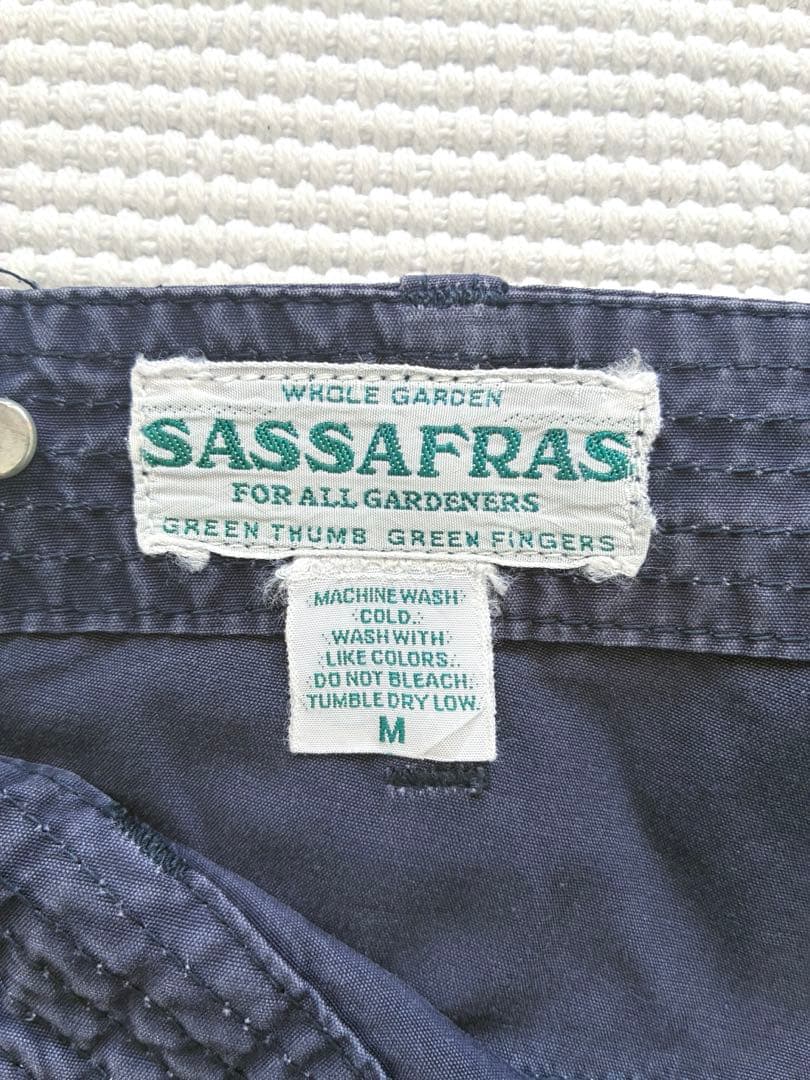 WHOLE GARDEN
SASSAFRAS
FOR ALL GARDENERS
GREEN THUMB GREEN FINGERS
MACHINE WASH
COLD.
WASH WITH
LIKE COLORS.
DO NOT BLEACH.
TUMBLE DRY LOW.
M